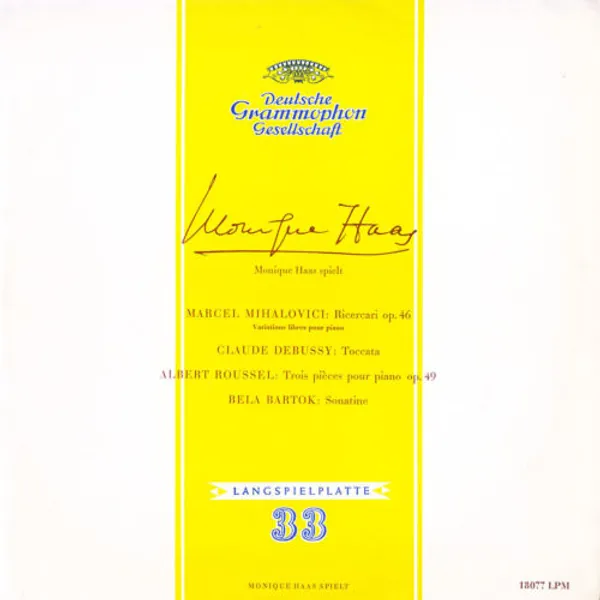 Deutsche
Grammophon
Gesellschaft
Monique Haas
Monique Haas spielt
MARCEL MIHALOVICI: Ricercari op. 46
Variations libres pour piano
CLAUDE DEBUSSY: Toccata
ALBERT ROUSSEL: Trois pièces pour piano op. 49
BELA BARTOK: Sonatine
LANGSPIELPLATTE
33
MONIQUE HAAS SPIELT
18077 LPM